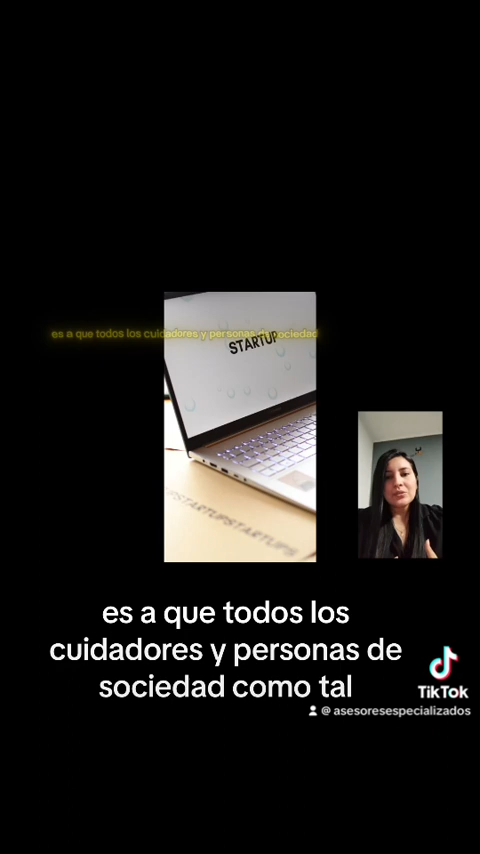 es a que todos los cuidadores y personas de sociedad
STARTUP
STARTUPSTARTUPS
es a que todos los
cuidadores y personas de
sociedad como tal
TikTok
@ asesoresespecializados